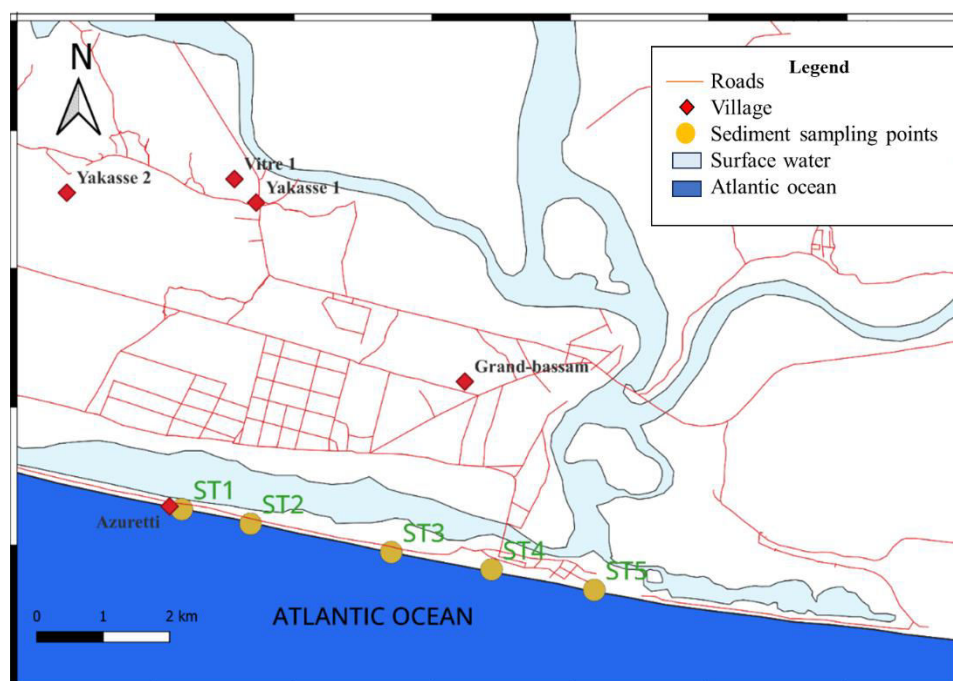 N
Legend
Roads
Village
Sediment sampling points
Surface water
Atlantic ocean
Vitre 1
Yakasse 2
Yakasse 1
Grand-bassam
ST1
ST2
Azuretti
ST3
ST4
ST5
0 1 2 km
ATLANTIC OCEAN